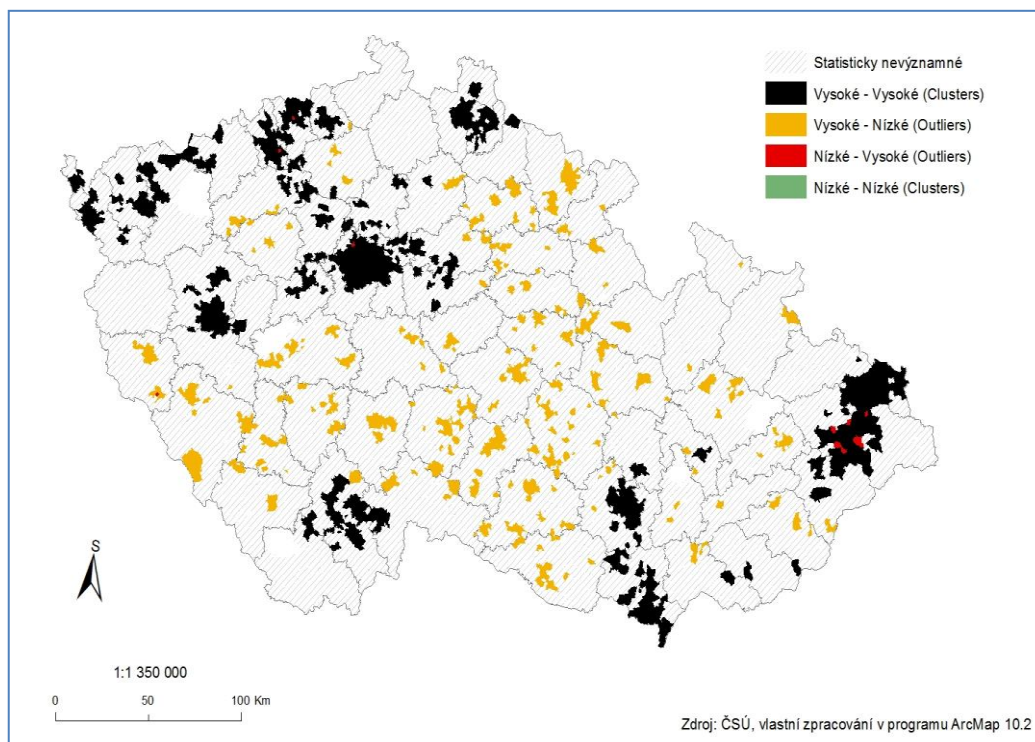 Statisticky nevýznamné
Vysoké - Vysoké (Clusters)
Vysoké - Nízké (Outliers)
Nízké - Vysoké (Outliers)
Nízké - Nízké (Clusters)
S
1:1 350 000
0 50 100 Km
Zdroj: ČSÚ, vlastní zpracování v programu ArcMap 10.2